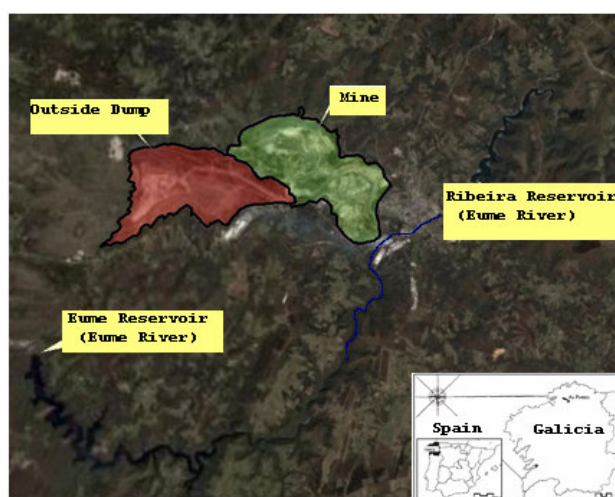 Mine
Outside Dump
Ribeira Reservoir
(Eume River)
Eume Reservoir
(Eume River)
Spain
Galicia